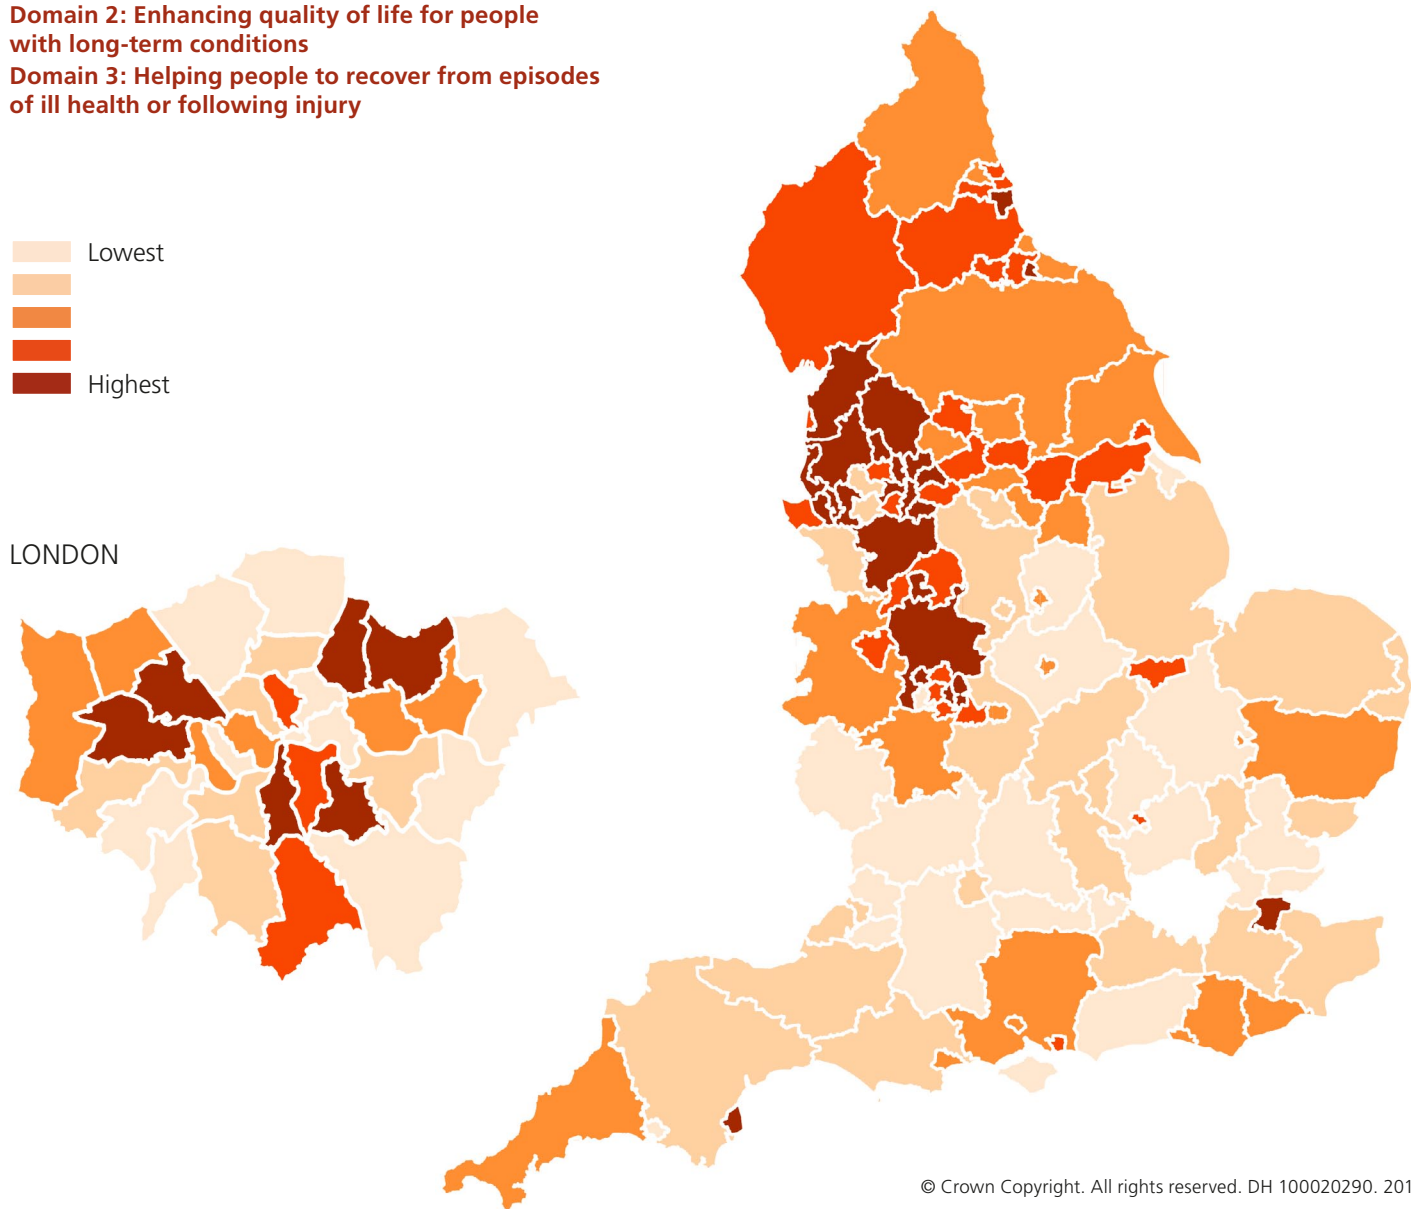 Domain 2: Enhancing quality of life for people
with long-term conditions
Domain 3: Helping people to recover from episodes
of ill health or following injury
Lowest
Highest
LONDON
© Crown Copyright. All rights reserved. DH 100020290. 201